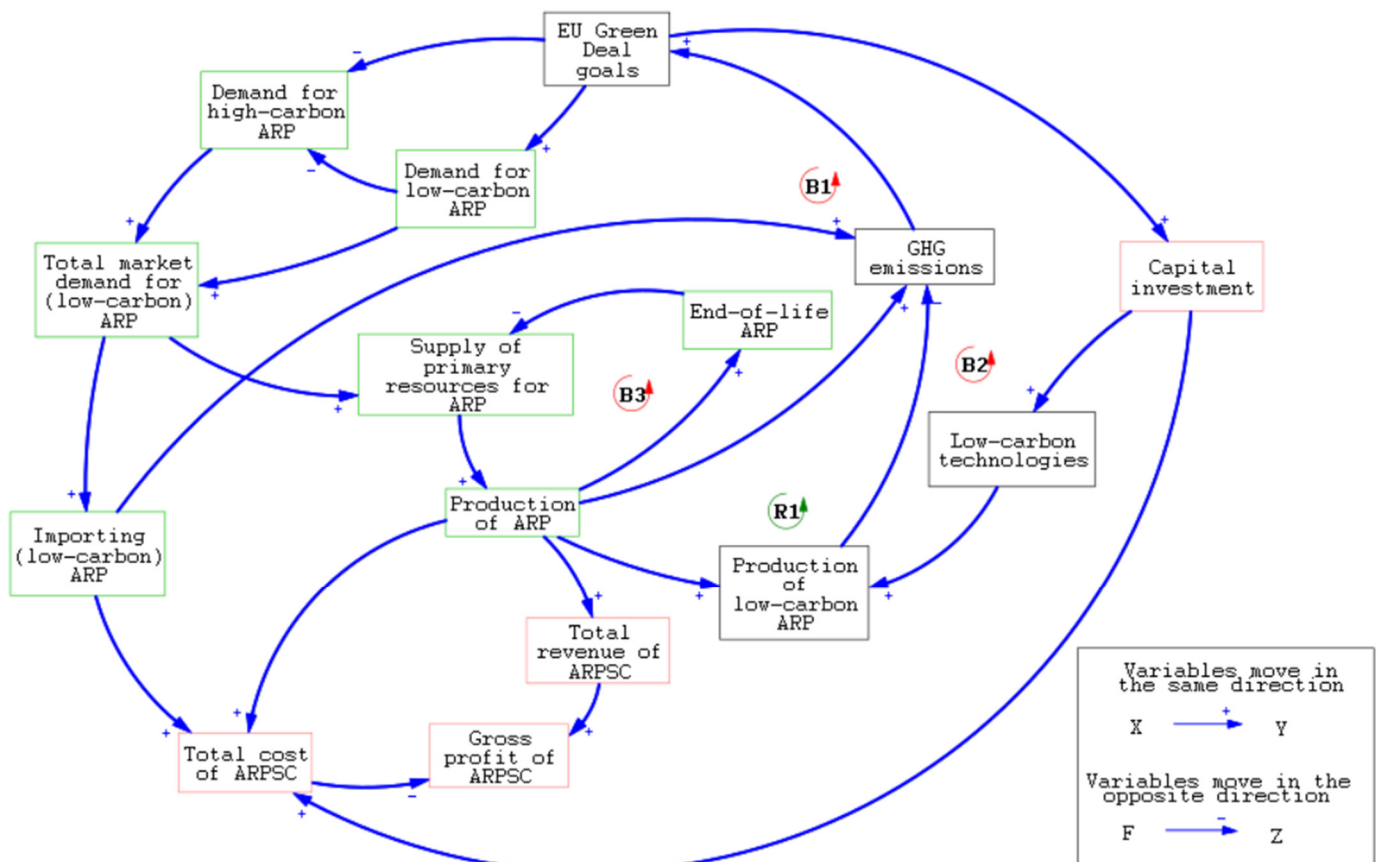 EU Green
Deal
goals
+
−
Demand for
high−carbon
ARP
−
+
Demand for
low−carbon
ARP
B1
+
+
+
Total market
demand for
(low−carbon)
ARP
+
GHG
emissions
Capital
investment
−
End−of−life
ARP
+
−
Supply of
primary
resources for
ARP
+
+
B3
B2
+
Low−carbon
technologies
+
+
Production
of ARP
R1
Importing
(low−carbon)
ARP
Production
of
low−carbon
ARP
+
+
+
Total
revenue of
ARPSC
+
+
+
Total cost
of ARPSC
Gross
profit of
ARPSC
−
+
Variables move in
the same direction
+
X
Y
Variables move in the
opposite direction
−
F
Z